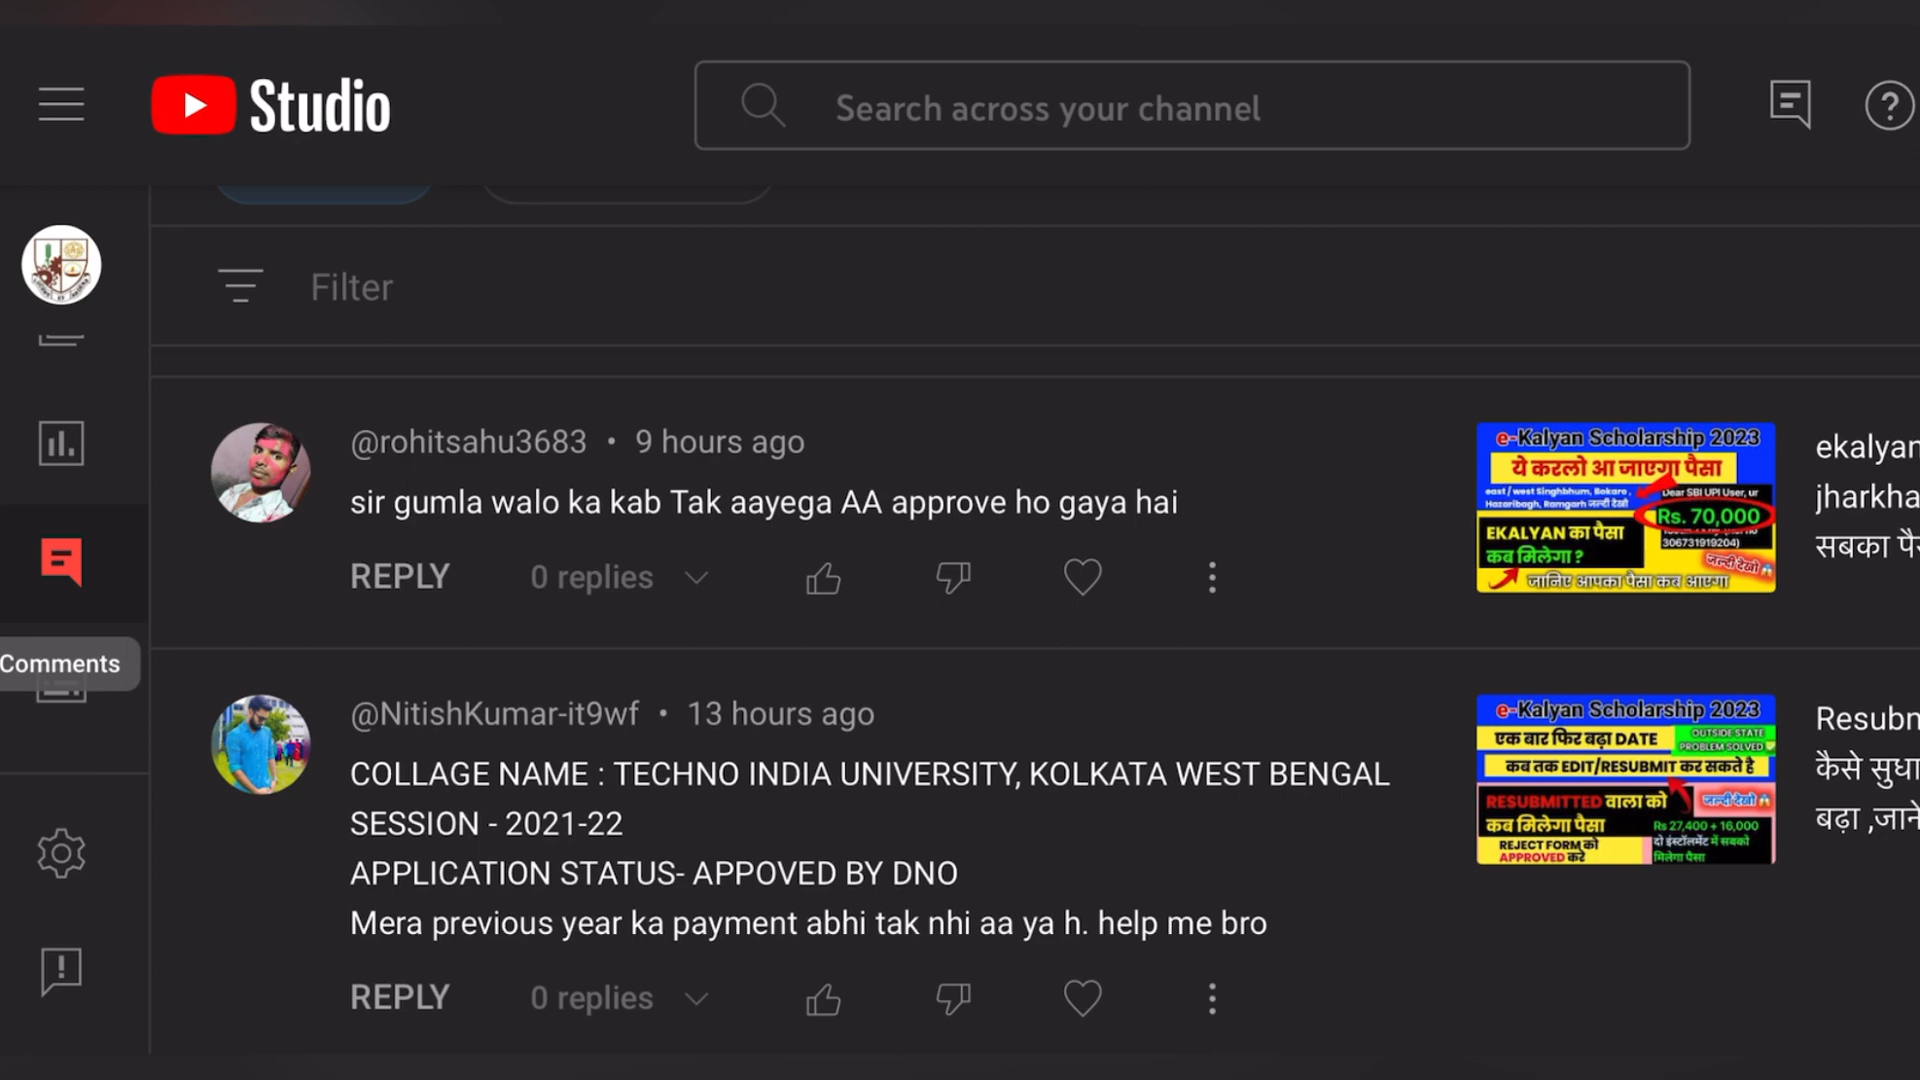 Studio
Search across your channel
Filter
Comments
@rohitsahu3683 • 9 hours ago
sir gumla walo ka kab Tak aayega AA approve ho gaya hai
REPLY 0 replies
e-Kalyan Scholarship 2023
ये करलो आ जाएगा पैसा
east / west Singhbhum, Bokaro,
Hazaribagh, Ramgarh जल्दी देखो
Dear SBI UPI User, ur
Rs. 70,000
306731919204)
EKALYAN का पैसा
कब मिलेगा ?
जल्दी देखो
जानिए आपका पैसा कब आएगा
ekalyan
jharkha
सबका पै
@NitishKumar-it9wf • 13 hours ago
COLLAGE NAME : TECHNO INDIA UNIVERSITY, KOLKATA WEST BENGAL
SESSION - 2021-22
APPLICATION STATUS- APPOVED BY DNO
Mera previous year ka payment abhi tak nhi aa ya h. help me bro
REPLY 0 replies
e-Kalyan Scholarship 2023
एक बार फिर बढ़ा DATE
OUTSIDE STATE
PROBLEM SOLVED
कब तक EDIT/RESUBMIT कर सकते है
RESUBMITTED वाला को
कब मिलेगा पैसा
जल्दी देखो
Rs 27,400 + 16,000
दो इंस्टॉलमेंट में सबको
मिलेगा पैसा
REJECT FORM को
APPROVED करे
Resubm
कैसे सुधा
बढ़ा ,जाने